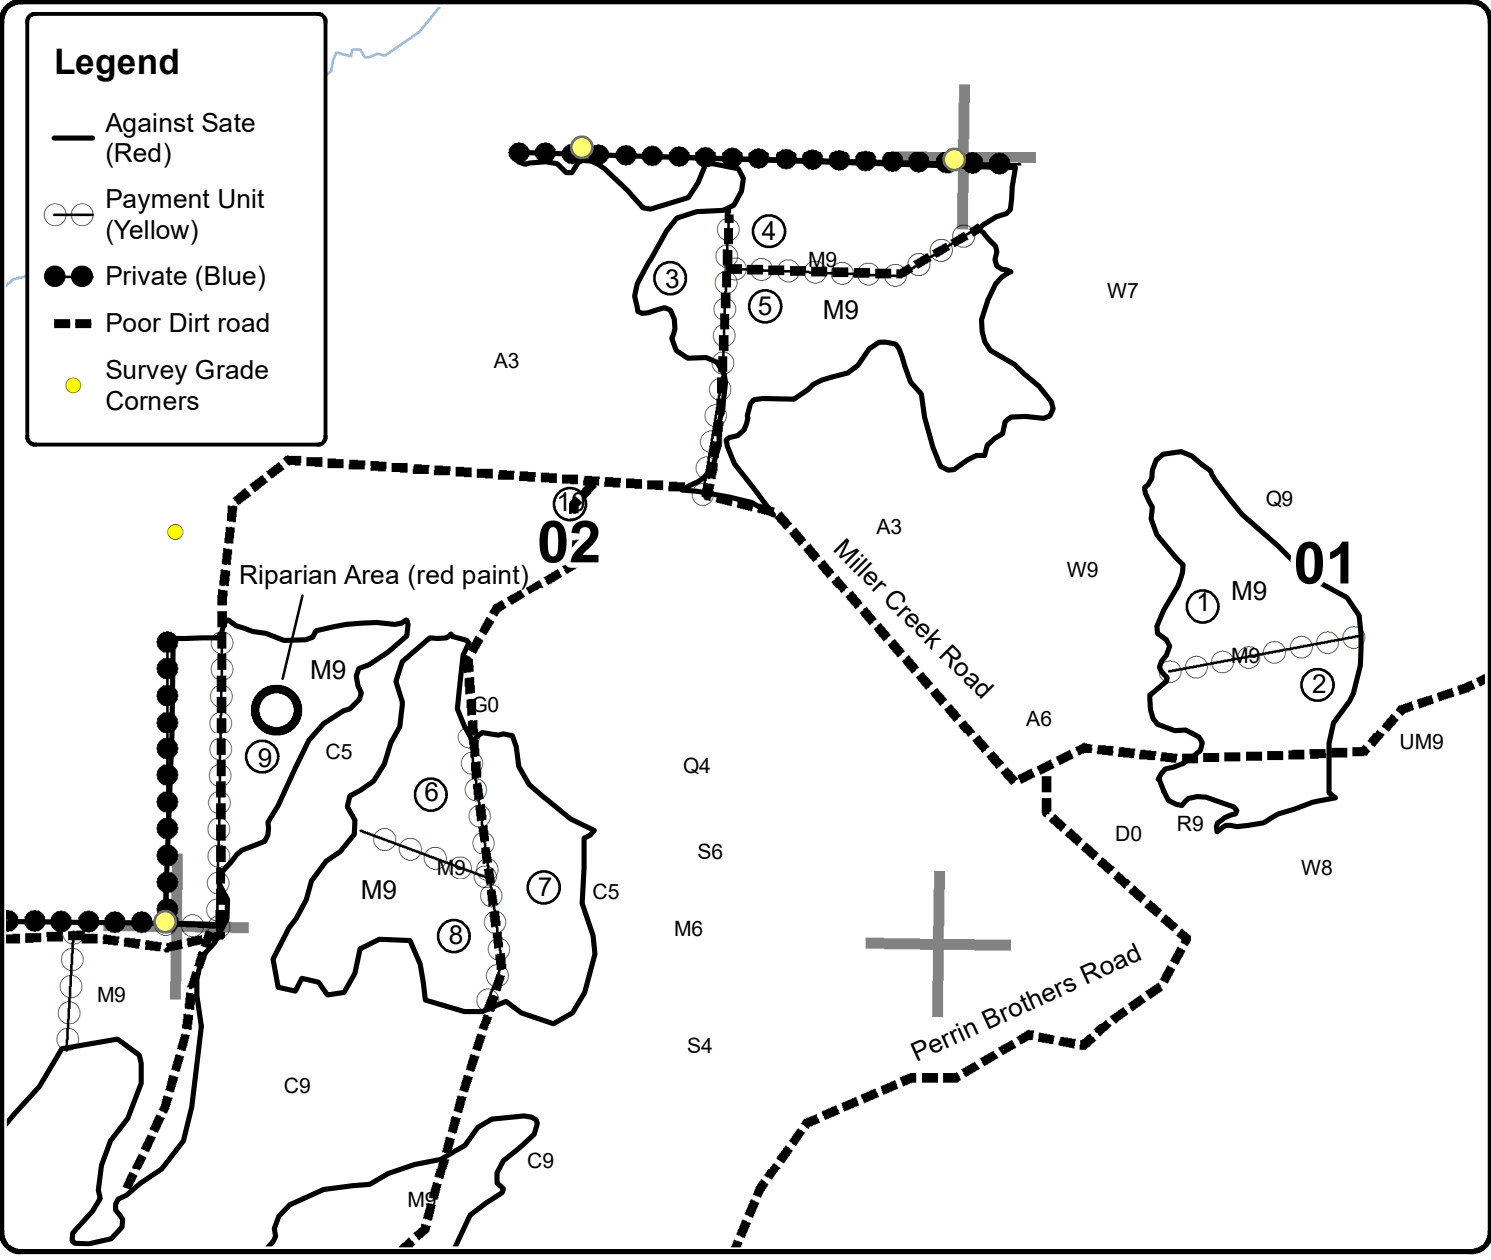 Legend
Against Sate
(Red)
Payment Unit
(Yellow)
Private (Blue)
Poor Dirt road
Survey Grade
Corners
4
M9
3
5
M9
W7
A3
10
02
Q9
A3
01
W9
Miller Creek Road
Riparian Area (red paint)
1
M9
M9
2
M9
G0
A6
9
C5
UM9
Q4
6
R9
D0
S6
M9
W8
M9
7
C5
8
M6
M9
Perrin Brothers Road
S4
C9
C9
M9